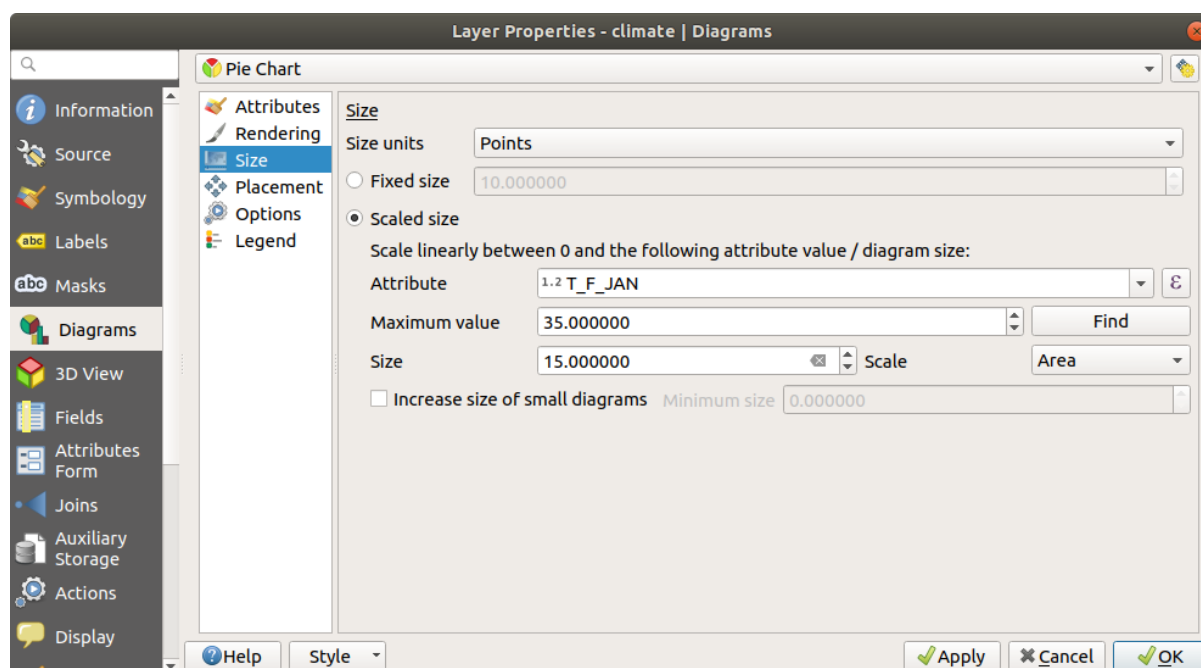 Layer Properties - climate | Diagrams
Information
Source
Symbology
abc Labels
abc Masks
Diagrams
3D View
Fields
Attributes
Form
Joins
Auxiliary
Storage
Actions
Display
Pie Chart
Attributes
Rendering
Size
Placement
Options
Legend
Size
Size units Points
Fixed size 10.000000
Scaled size
Scale linearly between 0 and the following attribute value / diagram size:
Attribute 1.2 T_F_JAN ε
Maximum value 35.000000 Find
Size 15.000000 Scale Area
Increase size of small diagrams Minimum size 0.000000
Help Style Apply Cancel OK